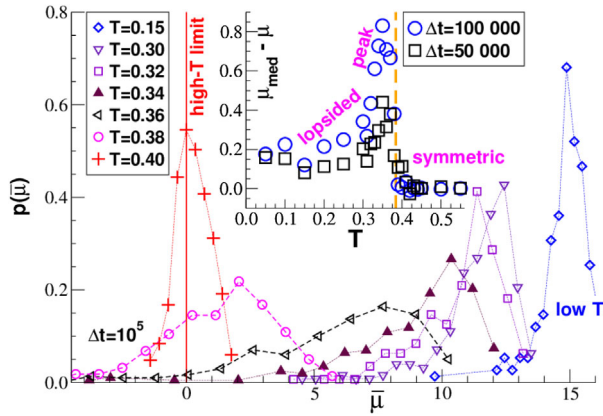 T=0.15
T=0.30
T=0.32
T=0.34
T=0.36
T=0.38
T=0.40
high-T limit
Δt=100 000
Δt=50 000
peak
lopsided
symmetric
μmed - μ
0.8
0.6
0.4
0.2
0.0
0.0 0.1 0.2 0.3 0.4 0.5
T
low T
Δt=10⁵
p(μ̄)
0.8
0.6
0.4
0.2
0.0
0 5 10 15
μ̄